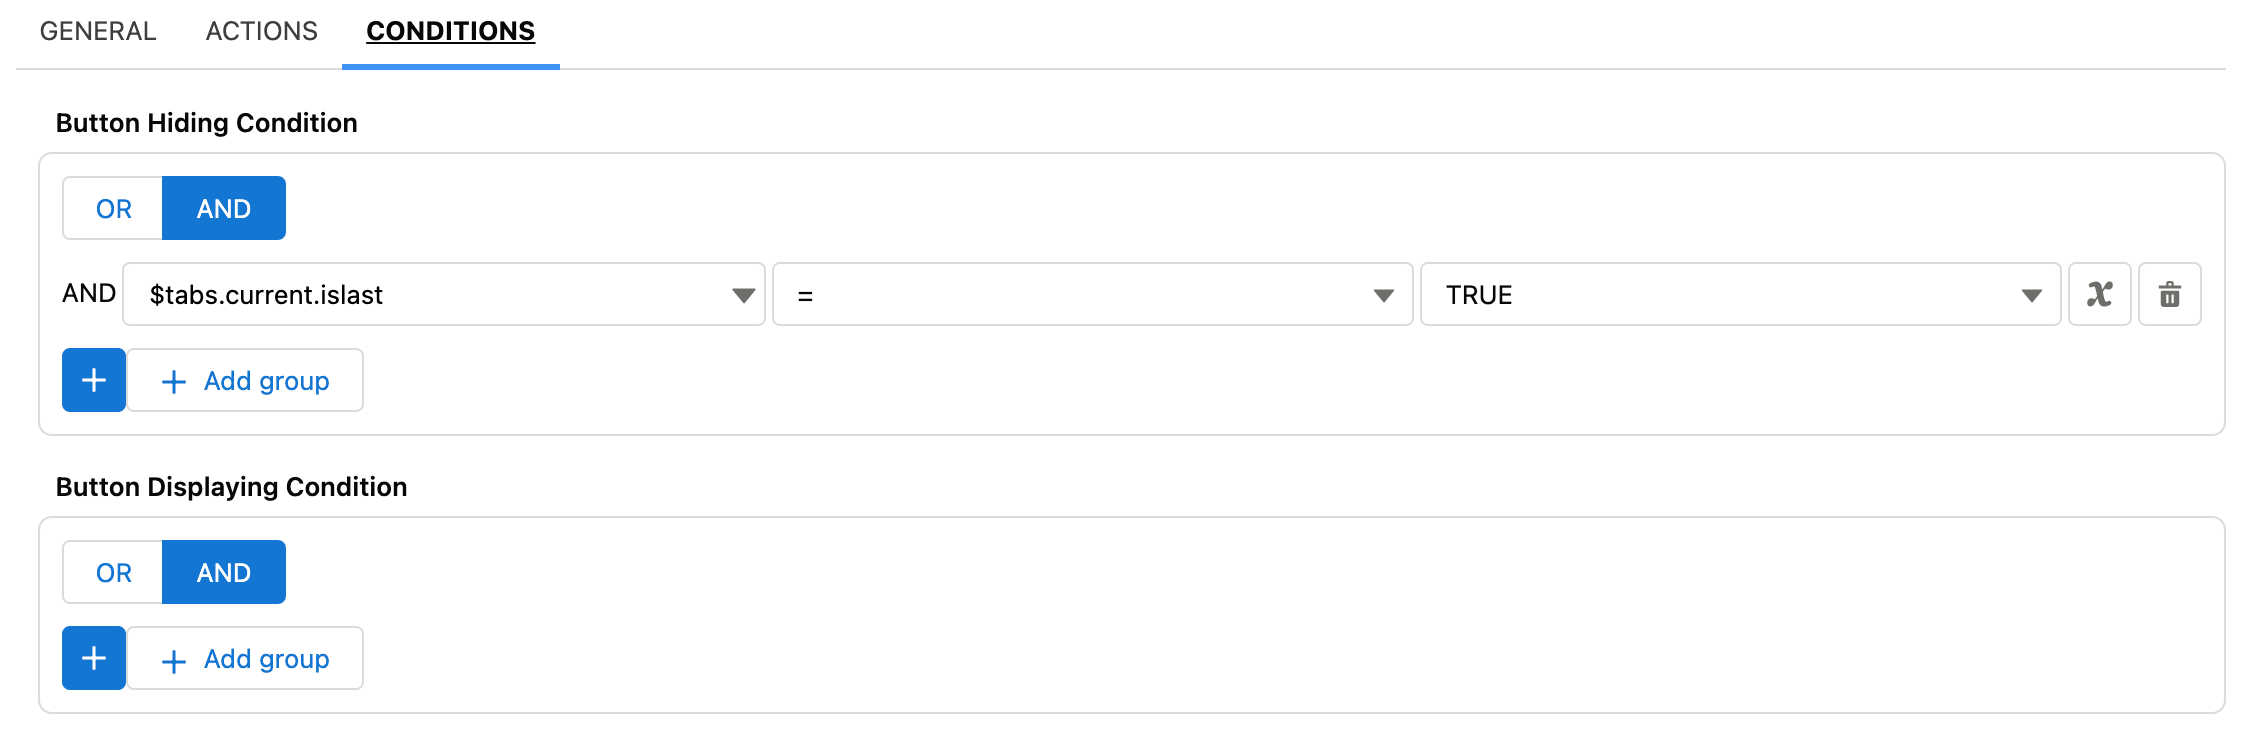 GENERAL ACTIONS CONDITIONS
Button Hiding Condition
OR AND
AND $tabs.current.islast = TRUE x
+ + Add group
Button Displaying Condition
OR AND
+ + Add group